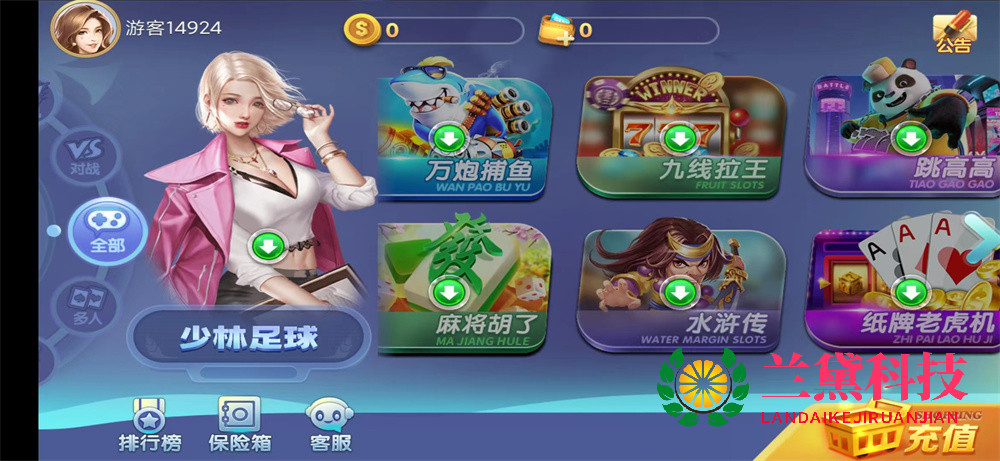 游客14924
0
0
公告
VS
对战
全部
多人
少林足球
WINNER
777
BATTLE
万炮捕鱼
WAN PAO BU YU
九线拉王
FRUIT SLOTS
跳高高
TIAO GAO GAO
發
麻将胡了
MA JIANG HULE
水浒传
WATER MARGIN SLOTS
A A A
纸牌老虎机
ZHI PAI LAO HU JI
兰黛科技
LANDAIKEJIRUANJIAN
排行榜
保险箱
客服
充值